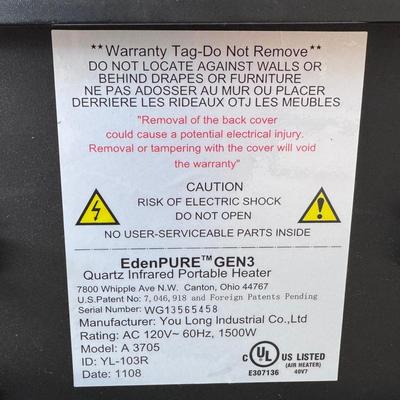 **Warranty Tag-Do Not Remove**
DO NOT LOCATE AGAINST WALLS OR
BEHIND DRAPES OR FURNITURE
NE PAS ADOSSER AU MUR OU PLACER
DERRIERE LES RIDEAUX OTJ LES MEUBLES
"Removal of the back cover
could cause a potential electrical injury.
Removal or tampering with the cover will void
the warranty"
CAUTION
RISK OF ELECTRIC SHOCK
DO NOT OPEN
NO USER-SERVICEABLE PARTS INSIDE
EdenPURE™GEN3
Quartz Infrared Portable Heater
7800 Whipple Ave N.W. Canton, Ohio 44767
U.S.Patent No: 7,046,918 and Foreign Patents Pending
Serial Number: WG13565458
Manufacturer: You Long Industrial Co.,Ltd
Rating: AC 120V~ 60Hz, 1500W
Model: A 3705
ID: YL-103R
Date: 1108
C UL ® US LISTED
(AIR HEATER)
E307136 40V7